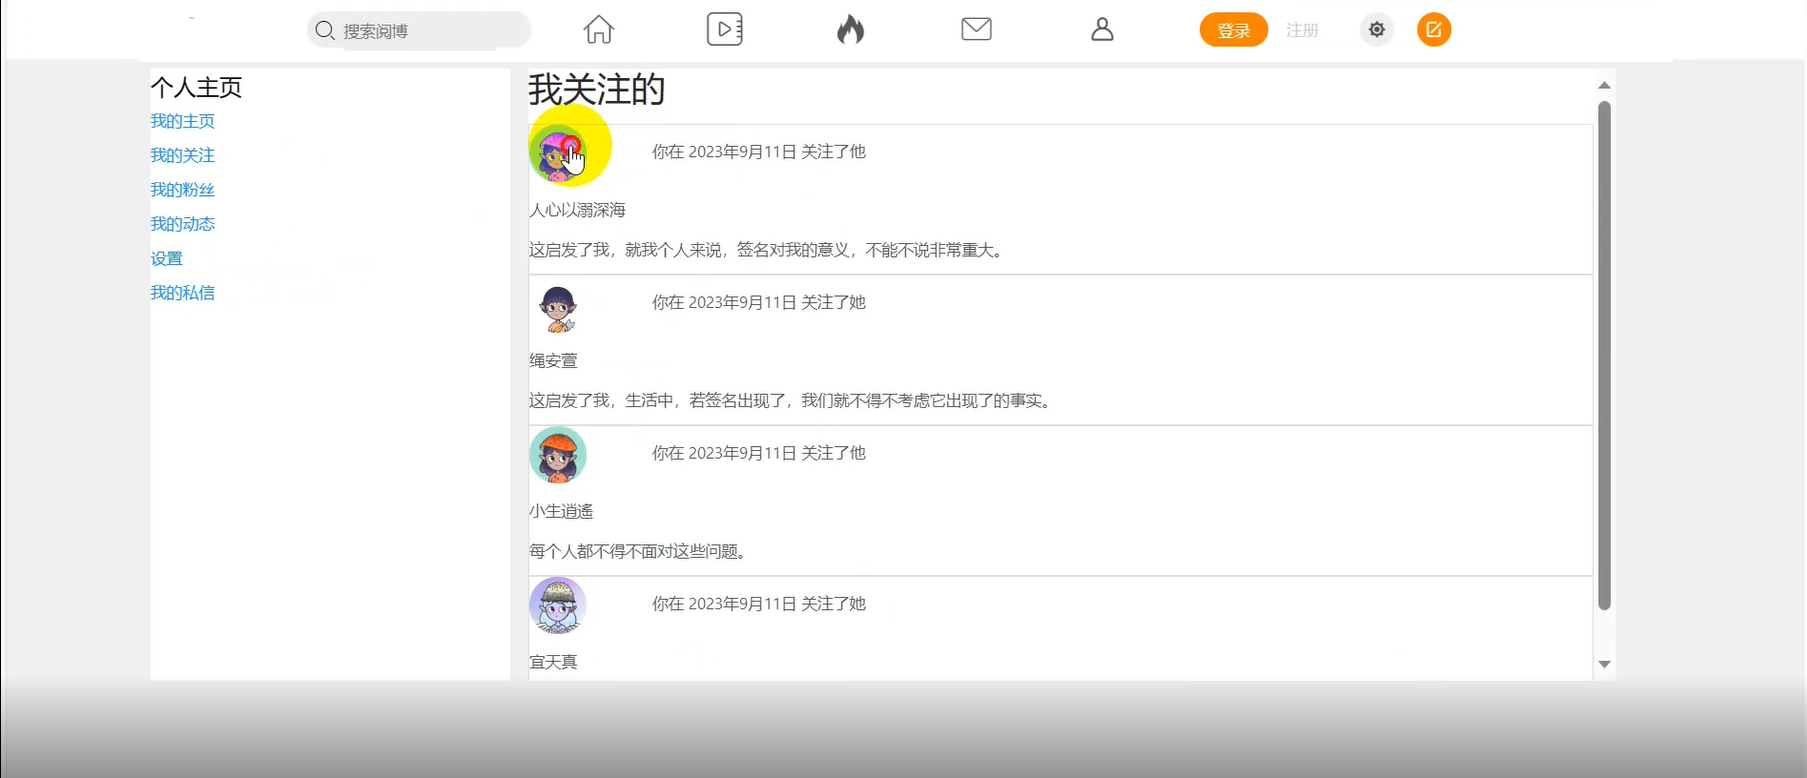 搜索阅博
登录 注册
个人主页
我的主页
我的关注
我的粉丝
我的动态
设置
我的私信
我关注的
你在 2023年9月11日 关注了他
人心以溺深海
这启发了我，就我个人来说，签名对我的意义，不能不说非常重大。
你在 2023年9月11日 关注了她
绳安萱
这启发了我，生活中，若签名出现了，我们就不得不考虑它出现了的事实。
你在 2023年9月11日 关注了他
小生逍遙
每个人都不得不面对这些问题。
你在 2023年9月11日 关注了她
宜天真